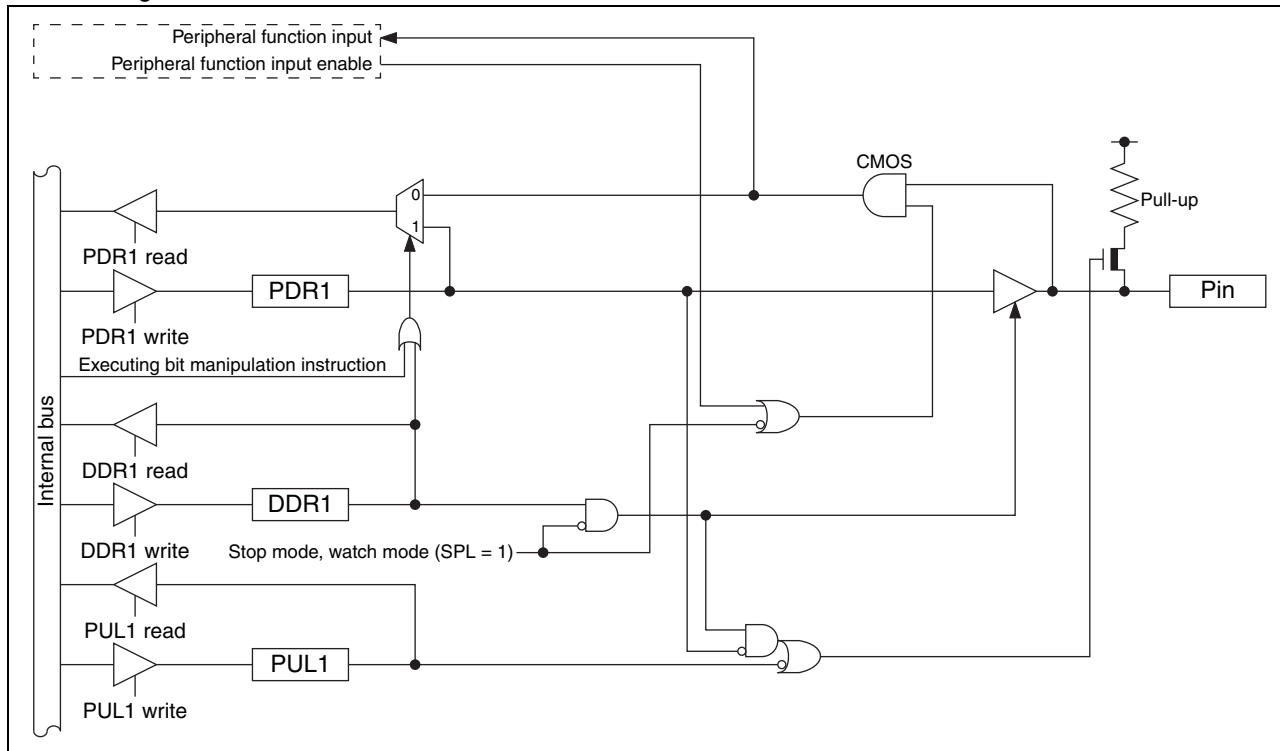 Peripheral function input
Peripheral function input enable
CMOS
0
Pull-up
1
PDR1 read
PDR1
Pin
PDR1 write
Executing bit manipulation instruction
Internal bus
DDR1 read
DDR1
DDR1 write
Stop mode, watch mode (SPL = 1)
PUL1 read
PUL1
PUL1 write